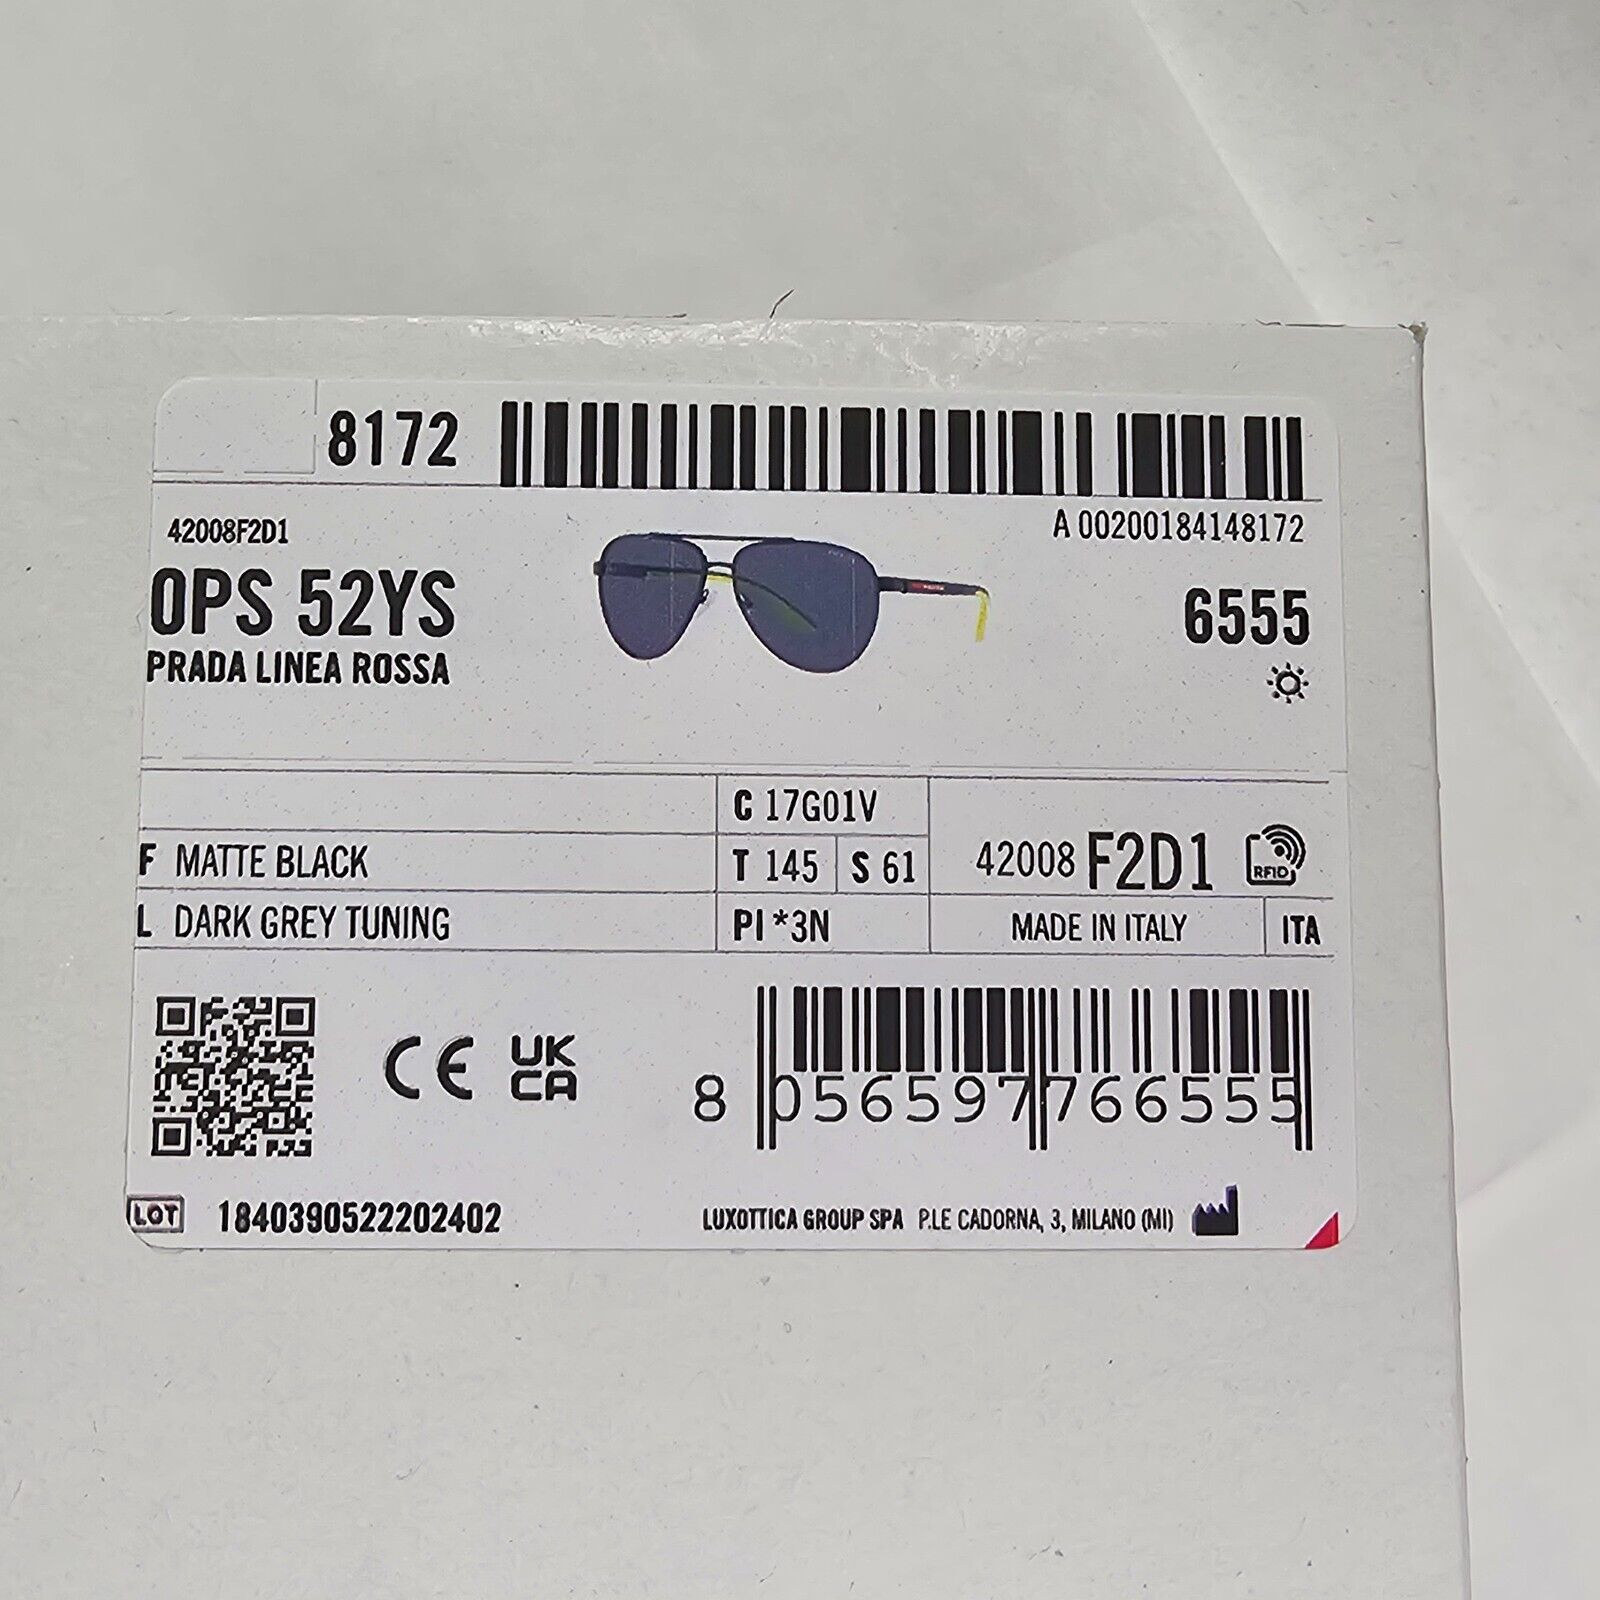 8172
A 00200184148172
42008F2D1
0PS 52YS
PRADA LINEA ROSSA
6555
C 17G01V
F MATTE BLACK
T 145 S 61
42008 F2D1 RFID
L DARK GREY TUNING
PI *3N
MADE IN ITALY ITA
CE UK CA
8 056597 766555
LOT 1840390522202402
LUXOTTICA GROUP SPA P.LE CADORNA, 3, MILANO (MI)